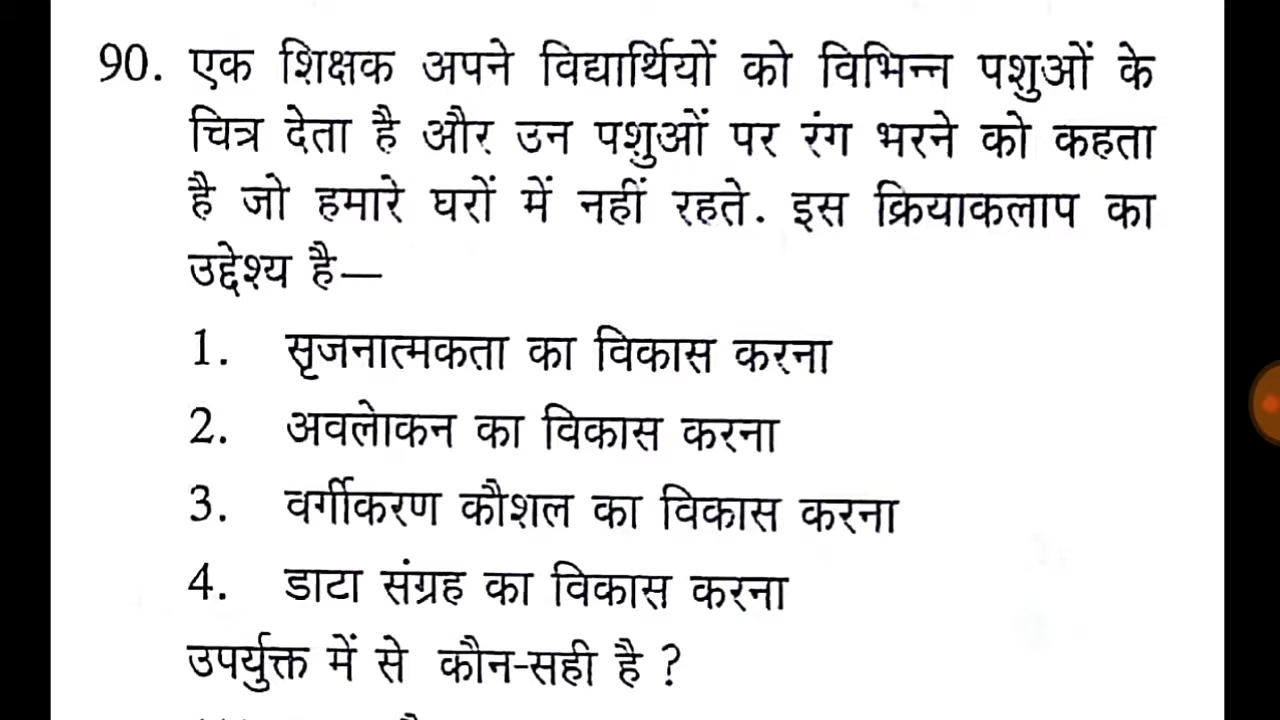 90. एक शिक्षक अपने विद्यार्थियों को विभिन्न पशुओं के
चित्र देता है और उन पशुओं पर रंग भरने को कहता
है जो हमारे घरों में नहीं रहते. इस क्रियाकलाप का
उद्देश्य है—
1. सृजनात्मकता का विकास करना
2. अवलोकन का विकास करना
3. वर्गीकरण कौशल का विकास करना
4. डाटा संग्रह का विकास करना
उपर्युक्त में से कौन-सही है ?